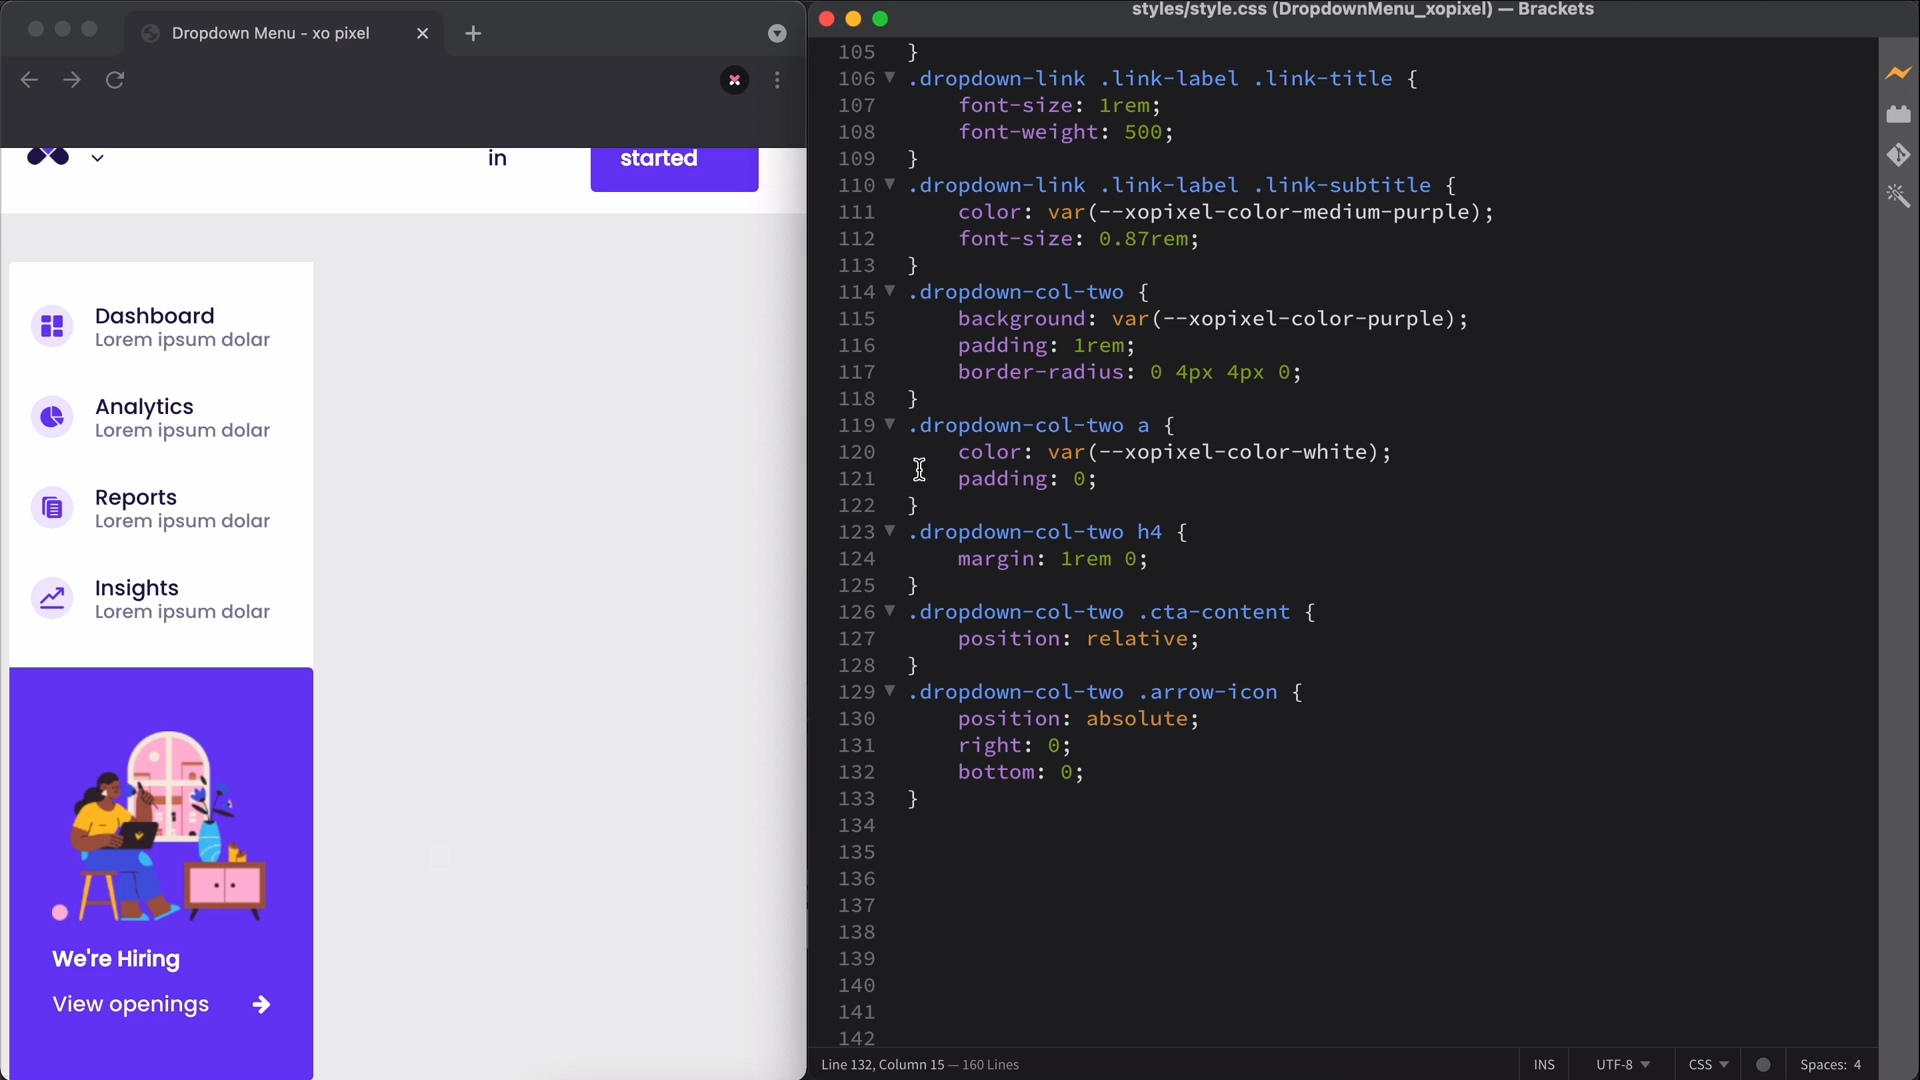 Dropdown Menu - xo pixel
in
started
Dashboard
Lorem ipsum dolar
Analytics
Lorem ipsum dolar
Reports
Lorem ipsum dolar
Insights
Lorem ipsum dolar
We're Hiring
View openings
styles/style.css (DropdownMenu_xopixel) — Brackets
105 }
106 .dropdown-link .link-label .link-title {
107 font-size: 1rem;
108 font-weight: 500;
109 }
110 .dropdown-link .link-label .link-subtitle {
111 color: var(--xopixel-color-medium-purple);
112 font-size: 0.87rem;
113 }
114 .dropdown-col-two {
115 background: var(--xopixel-color-purple);
116 padding: 1rem;
117 border-radius: 0 4px 4px 0;
118 }
119 .dropdown-col-two a {
120 color: var(--xopixel-color-white);
121 padding: 0;
122 }
123 .dropdown-col-two h4 {
124 margin: 1rem 0;
125 }
126 .dropdown-col-two .cta-content {
127 position: relative;
128 }
129 .dropdown-col-two .arrow-icon {
130 position: absolute;
131 right: 0;
132 bottom: 0;
133 }
134
135
136
137
138
139
140
141
142
Line 132, Column 15 — 160 Lines
INS
UTF-8
CSS
Spaces: 4